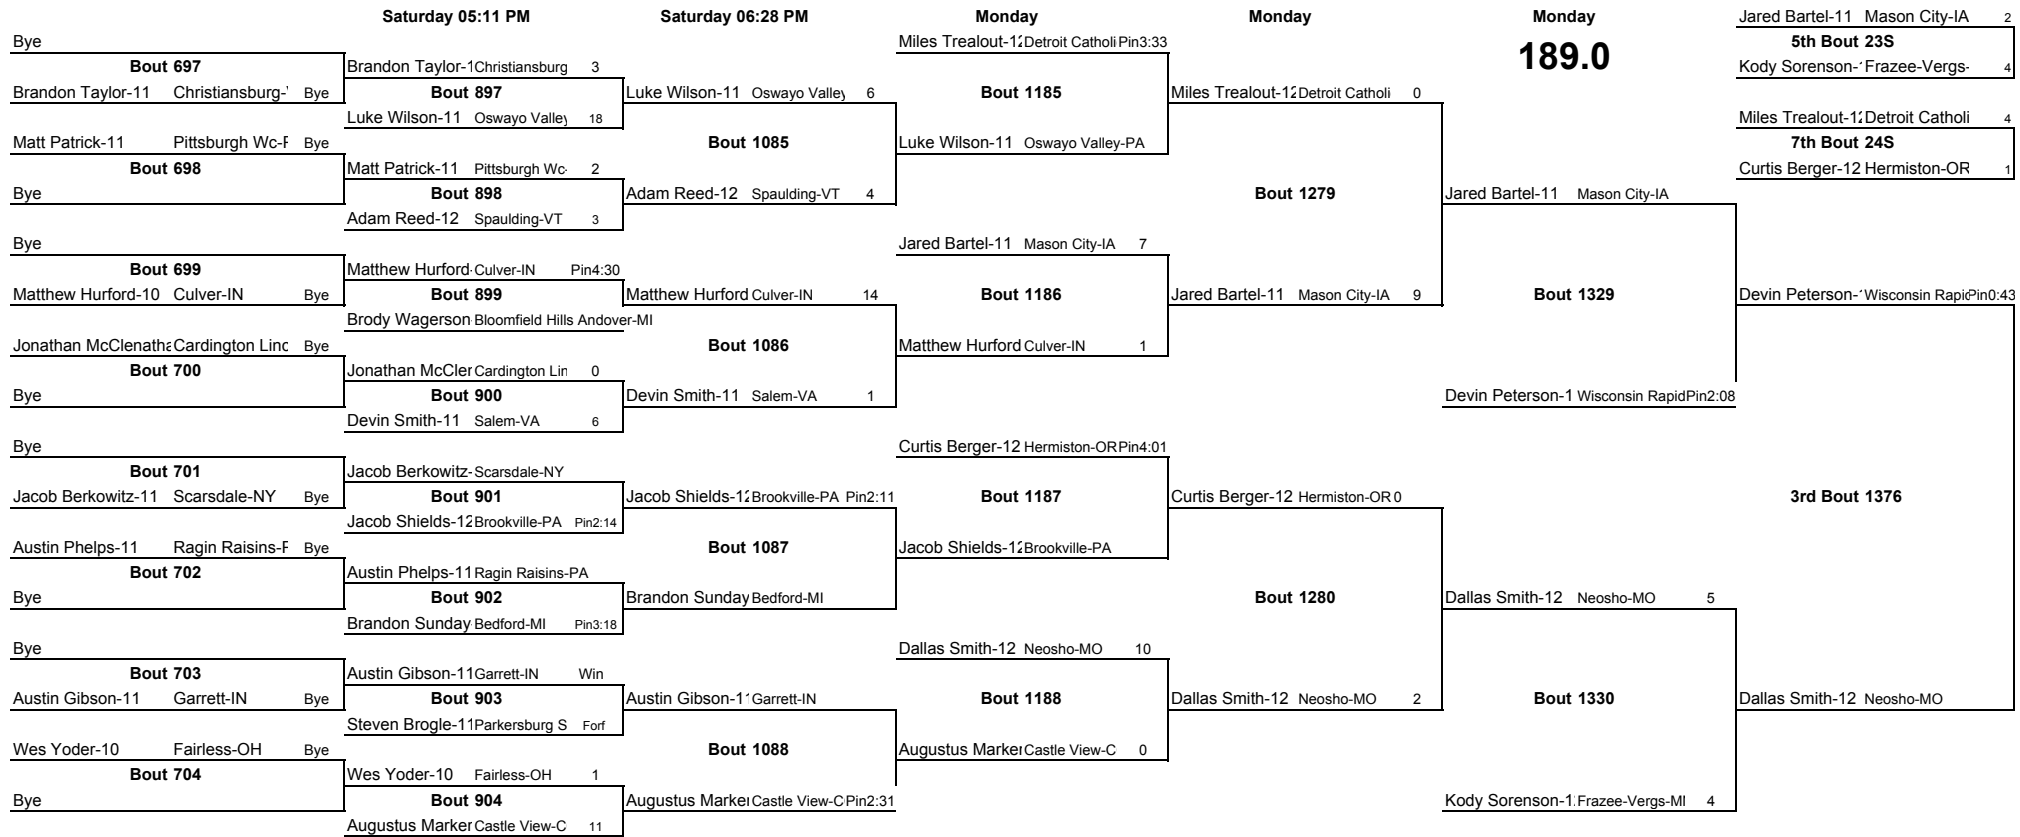 Saturday 05:11 PM Saturday 06:28 PM Monday Monday Monday Jared Bartel-11 Mason City-IA 2
Bye Miles Trealout-12 Detroit Catholi Pin3:33 189.0 5th Bout 23S
Bout 697 Brandon Taylor-1 Christiansburg 3 Kody Sorenson- Frazee-Vergs- 4
Brandon Taylor-11 Christiansburg- Bye Bout 897 Luke Wilson-11 Oswayo Valley 6 Bout 1185 Miles Trealout-12 Detroit Catholi 0
Luke Wilson-11 Oswayo Valley 18 Miles Trealout-12 Detroit Catholi 4
Matt Patrick-11 Pittsburgh Wc-P Bye Bout 1085 Luke Wilson-11 Oswayo Valley-PA 7th Bout 24S
Bout 698 Matt Patrick-11 Pittsburgh Wc- 2 Curtis Berger-12 Hermiston-OR 1
Bye Bout 898 Adam Reed-12 Spaulding-VT 4 Bout 1279 Jared Bartel-11 Mason City-IA
Adam Reed-12 Spaulding-VT 3
Bye Jared Bartel-11 Mason City-IA 7
Bout 699 Matthew Hurford- Culver-IN Pin4:30
Matthew Hurford-10 Culver-IN Bye Bout 899 Matthew Hurford Culver-IN 14 Bout 1186 Jared Bartel-11 Mason City-IA 9 Bout 1329 Devin Peterson- Wisconsin Rapid Pin0:43
Brody Wagerson Bloomfield Hills Andover-MI
Jonathan McClenatha Cardington Linc Bye Bout 1086 Matthew Hurford Culver-IN 1
Bout 700 Jonathan McCler Cardington Lin 0
Bye Bout 900 Devin Smith-11 Salem-VA 1 Devin Peterson-1 Wisconsin Rapid Pin2:08
Devin Smith-11 Salem-VA 6
Bye Curtis Berger-12 Hermiston-OR Pin4:01
Bout 701 Jacob Berkowitz- Scarsdale-NY
Jacob Berkowitz-11 Scarsdale-NY Bye Bout 901 Jacob Shields-12 Brookville-PA Pin2:11 Bout 1187 Curtis Berger-12 Hermiston-OR 0 3rd Bout 1376
Jacob Shields-12 Brookville-PA Pin2:14
Austin Phelps-11 Ragin Raisins-P Bye Bout 1087 Jacob Shields-12 Brookville-PA
Bout 702 Austin Phelps-11 Ragin Raisins-PA
Bye Bout 902 Brandon Sunday Bedford-MI Bout 1280 Dallas Smith-12 Neosho-MO 5
Brandon Sunday Bedford-MI Pin3:18
Bye Dallas Smith-12 Neosho-MO 10
Bout 703 Austin Gibson-11 Garrett-IN Win
Austin Gibson-11 Garrett-IN Bye Bout 903 Austin Gibson-11 Garrett-IN Bout 1188 Dallas Smith-12 Neosho-MO 2 Bout 1330 Dallas Smith-12 Neosho-MO
Steven Brogle-11 Parkersburg S Forf
Wes Yoder-10 Fairless-OH Bye Bout 1088 Augustus Marker Castle View-C 0
Bout 704 Wes Yoder-10 Fairless-OH 1
Bye Bout 904 Augustus Marker Castle View-C Pin2:31 Kody Sorenson-1 Frazee-Vergs-MI 4
Augustus Marker Castle View-C 11